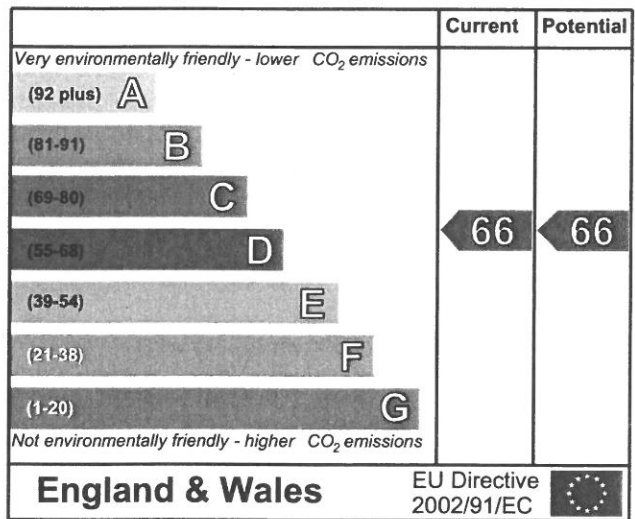 Current Potential
Very environmentally friendly - lower CO2 emissions
(92 plus) A
(81-91) B
(69-80) C
(55-68) D
(39-54) E
(21-38) F
(1-20) G
66 66
Not environmentally friendly - higher CO2 emissions
England & Wales
EU Directive
2002/91/EC